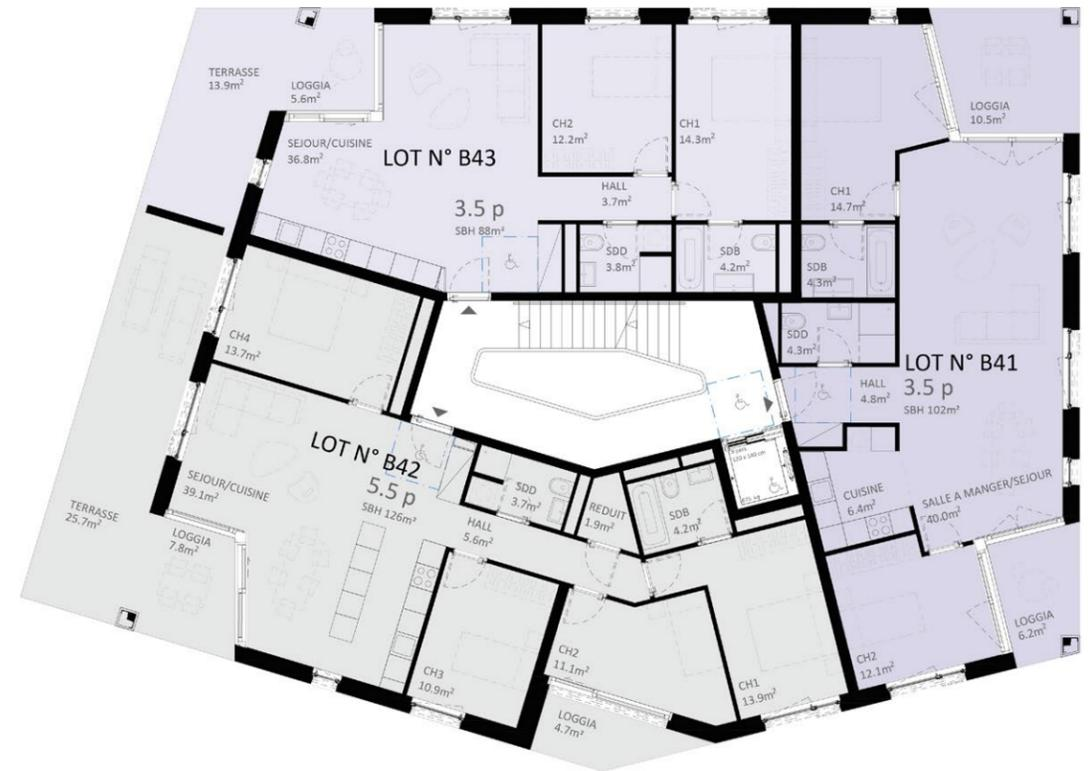 TERRASSE
13.9m²
LOGGIA
5.6m²
SEJOUR/CUISINE
36.8m²
LOT N° B43
3.5 p
SBH 88m²
CH2
12.2m²
CH1
14.3m²
HALL
3.7m²
SDD
3.8m²
SDB
4.2m²
LOGGIA
10.5m²
CH1
14.7m²
SDB
4.3m²
SDD
4.3m²
LOT N° B41
3.5 p
SBH 102m²
HALL
4.8m²
CUISINE
6.4m²
SALLE A MANGER/SEJOUR
40.0m²
LOGGIA
6.2m²
CH2
12.1m²
CH4
13.7m²
LOT N° B42
5.5 p
SBH 126m²
SEJOUR/CUISINE
39.1m²
TERRASSE
25.7m²
LOGGIA
7.8m²
HALL
5.6m²
SDD
3.7m²
REDUIT
1.9m²
SDB
4.2m²
CH3
10.9m²
CH2
11.1m²
CH1
13.9m²
LOGGIA
4.7m²